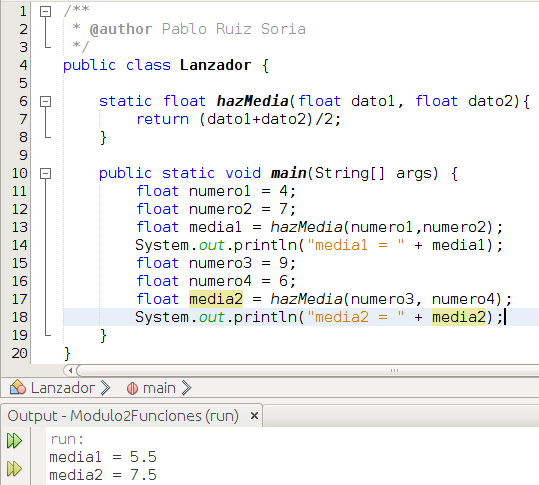 1 /**
2  * @author Pablo Ruiz Soria
3  */
4 public class Lanzador {
5
6     static float hazMedia(float dato1, float dato2){
7         return (dato1+dato2)/2;
8     }
9
10     public static void main(String[] args) {
11         float numero1 = 4;
12         float numero2 = 7;
13         float media1 = hazMedia(numero1,numero2);
14         System.out.println("media1 = " + media1);
15         float numero3 = 9;
16         float numero4 = 6;
17         float media2 = hazMedia(numero3, numero4);
18         System.out.println("media2 = " + media2);
19     }
20 }
Lanzador main
Output - Modulo2Funciones (run) ×
run:
media1 = 5.5
media2 = 7.5